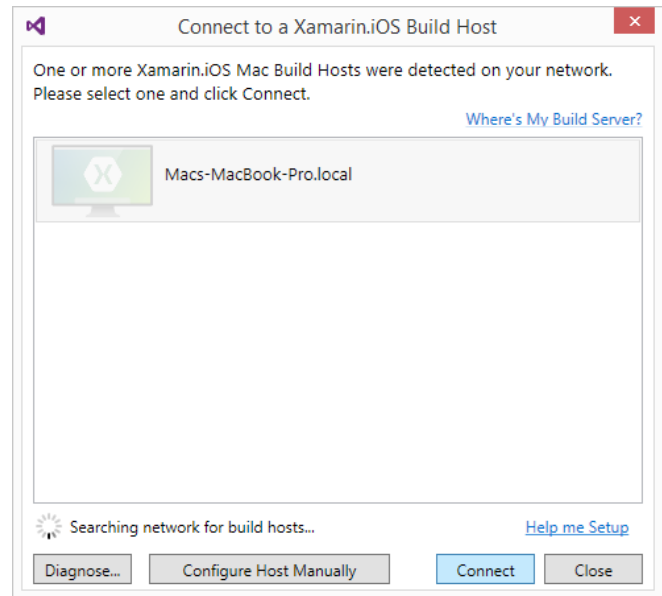 Connect to a Xamarin.iOS Build Host
One or more Xamarin.iOS Mac Build Hosts were detected on your network.
Please select one and click Connect.
Where's My Build Server?
Macs-MacBook-Pro.local
Searching network for build hosts...
Help me Setup
Diagnose...
Configure Host Manually
Connect
Close